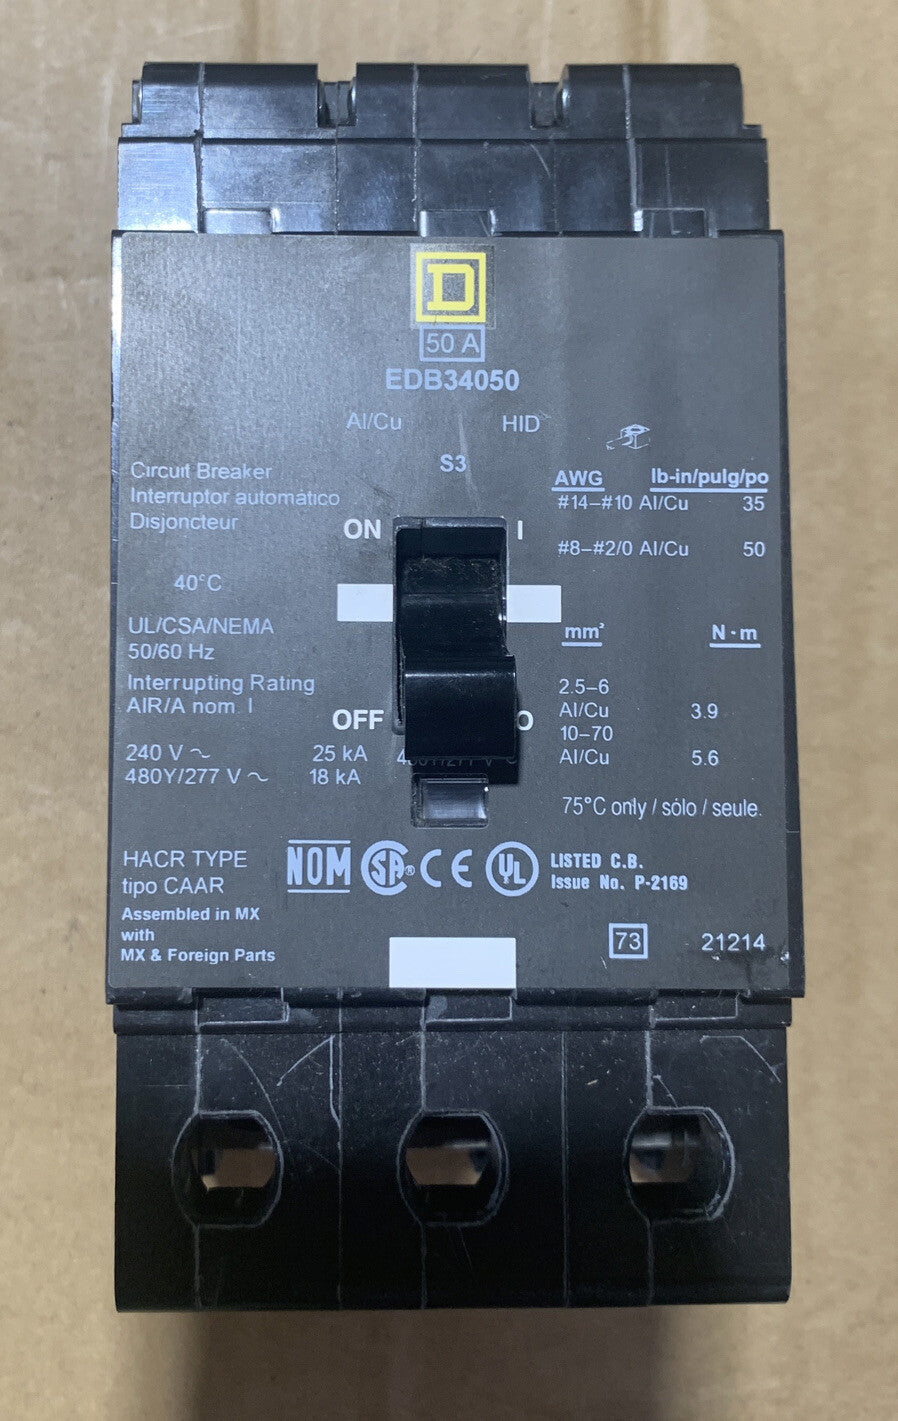 D
50 A
EDB34050
Al/Cu HID
S3
Circuit Breaker
Interruptor automático
Disjoncteur
40°C
UL/CSA/NEMA
50/60 Hz
Interrupting Rating
AIR/A nom. I
240 V ~ 25 kA
480Y/277 V ~ 18 kA
ON I
OFF O
AWG lb-in/pulg/po
#14–#10 Al/Cu 35
#8–#2/0 Al/Cu 50
mm² N·m
2.5–6
Al/Cu 3.9
10–70
Al/Cu 5.6
75°C only / sólo / seule.
HACR TYPE
tipo CAAR
Assembled in MX
with
MX & Foreign Parts
NOM SA® CE UL
LISTED C.B.
Issue No. P-2169
73 21214